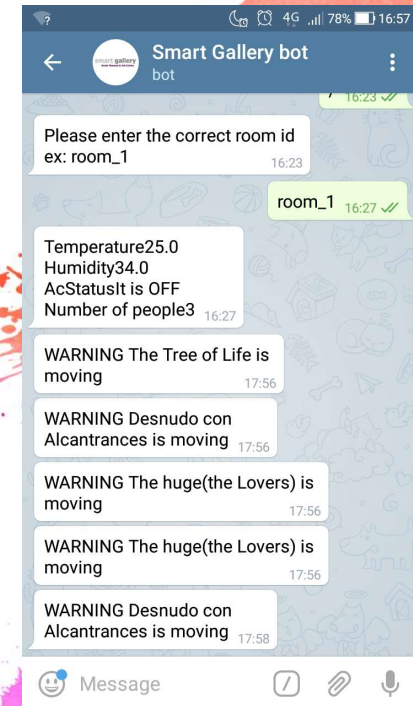 ? 4G 78% 16:57
smart gallery
Smart Gallery bot
bot
16:23
Please enter the correct room id
ex: room_1
16:23
room_1 16:27
Temperature25.0
Humidity34.0
AcStatusIt is OFF
Number of people3 16:27
WARNING The Tree of Life is
moving
17:56
WARNING Desnudo con
Alcantrances is moving 17:56
WARNING The huge(the Lovers) is
moving
17:56
WARNING The huge(the Lovers) is
moving
17:56
WARNING Desnudo con
Alcantrances is moving 17:58
Message